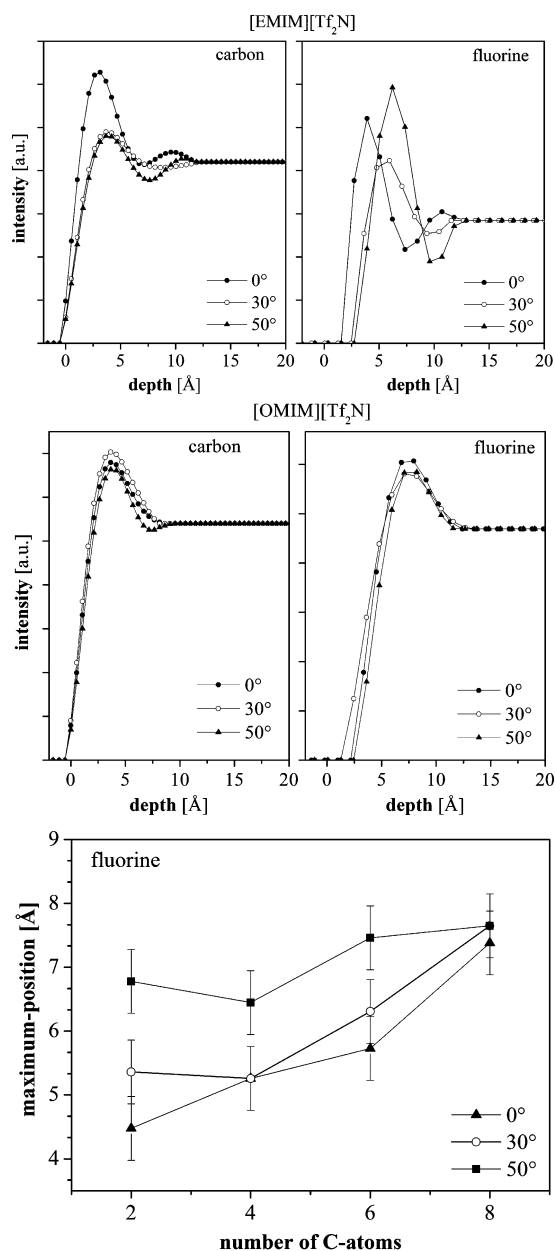 [EMIM][Tf₂N]
carbon
fluorine
intensity [a.u.]
0°
30°
50°
0°
30°
50°
0 5 10 15 20
0 5 10 15 20
depth [Å]
depth [Å]
[OMIM][Tf₂N]
carbon
fluorine
intensity [a.u.]
0°
30°
50°
0°
30°
50°
0 5 10 15 20
0 5 10 15 20
depth [Å]
depth [Å]
fluorine
maximum-position [Å]
9
8
7
6
5
4
0°
30°
50°
2 4 6 8
number of C-atoms